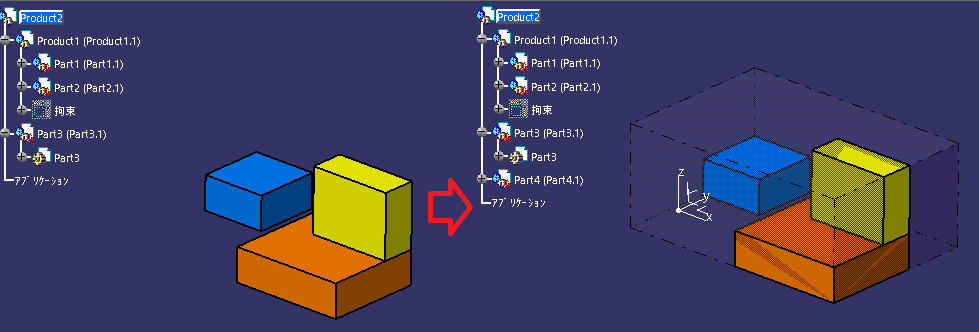 Product2
Product1 (Product1.1)
Part1 (Part1.1)
Part2 (Part2.1)
拘束
Part3 (Part3.1)
Part3
ｱﾌﾟﾘｹｰｼｮﾝ
Product2
Product1 (Product1.1)
Part1 (Part1.1)
Part2 (Part2.1)
拘束
Part3 (Part3.1)
Part3
Part4 (Part4.1)
ｱﾌﾟﾘｹｰｼｮﾝ
z
y
x